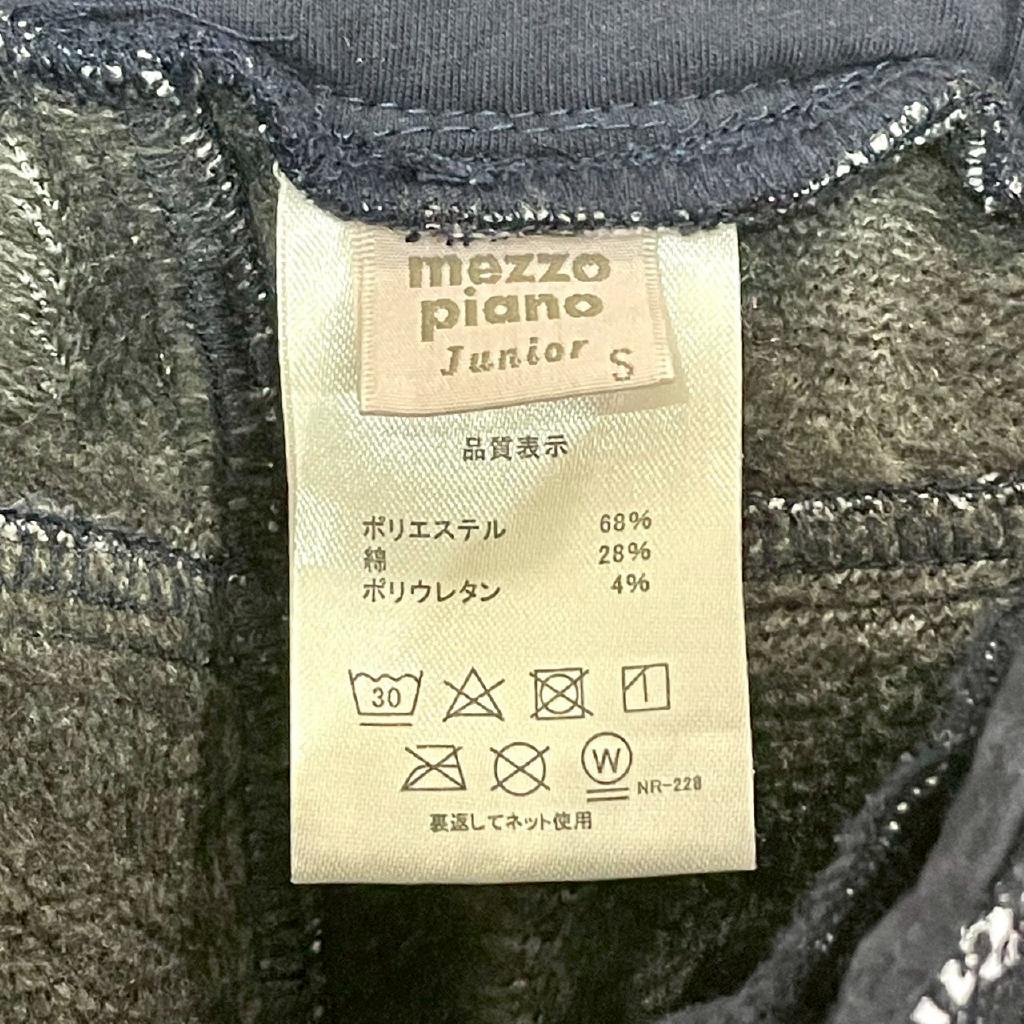 mezzo
piano
Junior S
品質表示
ポリエステル 68%
綿 28%
ポリウレタン 4%
30
W NR-228
裏返してネット使用